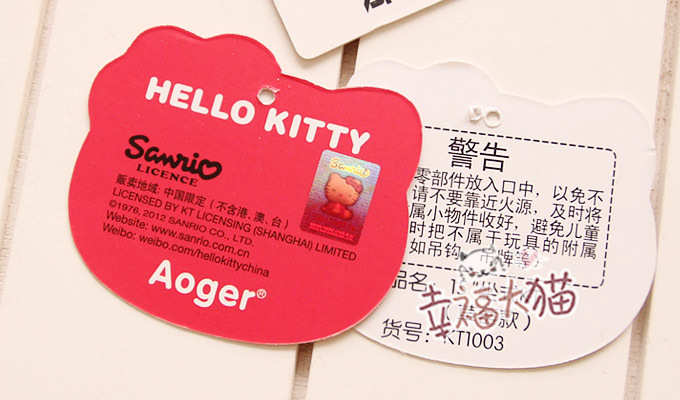 HELLO KITTY
Sanrio
LICENCE
贩卖地域: 中国限定（不含港,澳,台）
LICENSED BY KT LICENSING (SHANGHAI) LIMITED
©1976, 2012 SANRIO CO., LTD.
Website: www.sanrio.com.cn
Weibo: weibo.com/hellokittychina
Aoger®
Sanrio
警告
零部件放入口中，以免不
请不要靠近火源，及时将
属小物件收好，避免儿童
时把不属于玩具的附属
如吊钩、吊牌等
品名:
款）
货号: KT1003
幸福大猫